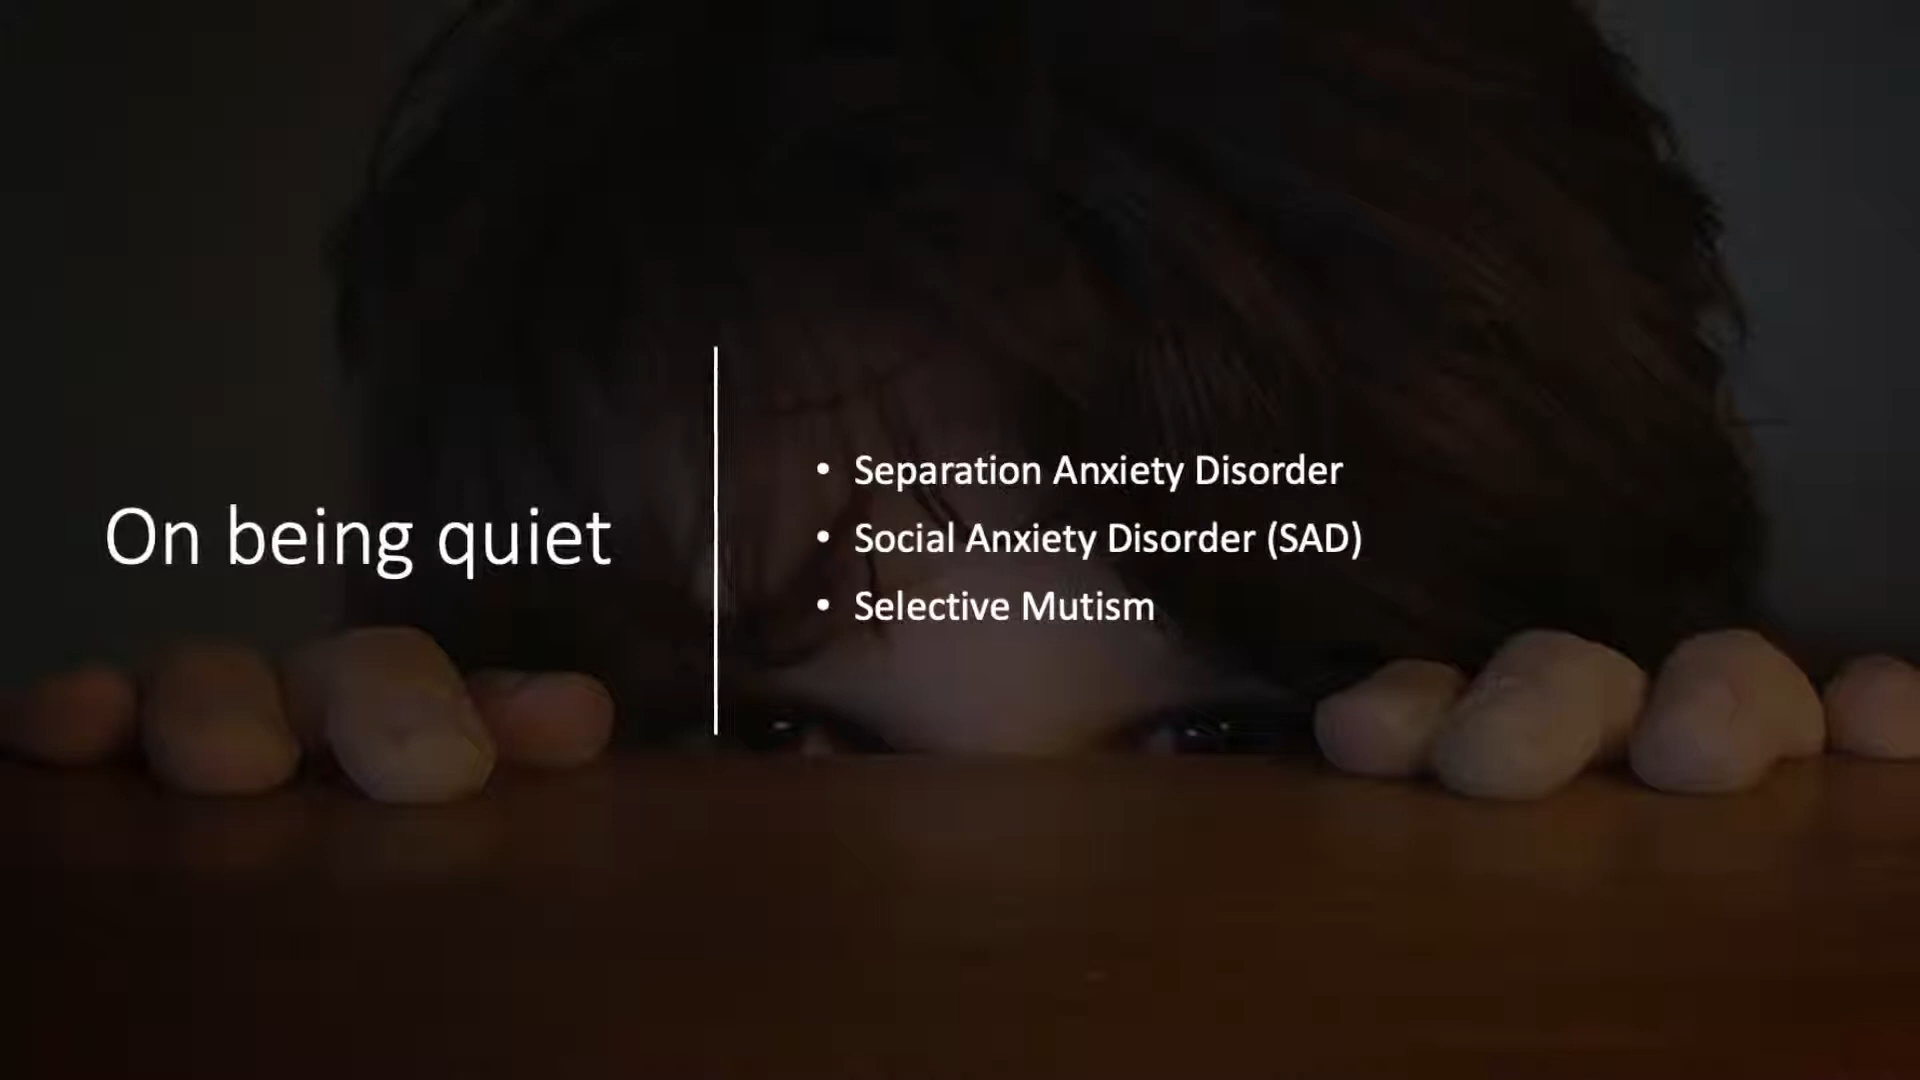 On being quiet
• Separation Anxiety Disorder
• Social Anxiety Disorder (SAD)
• Selective Mutism